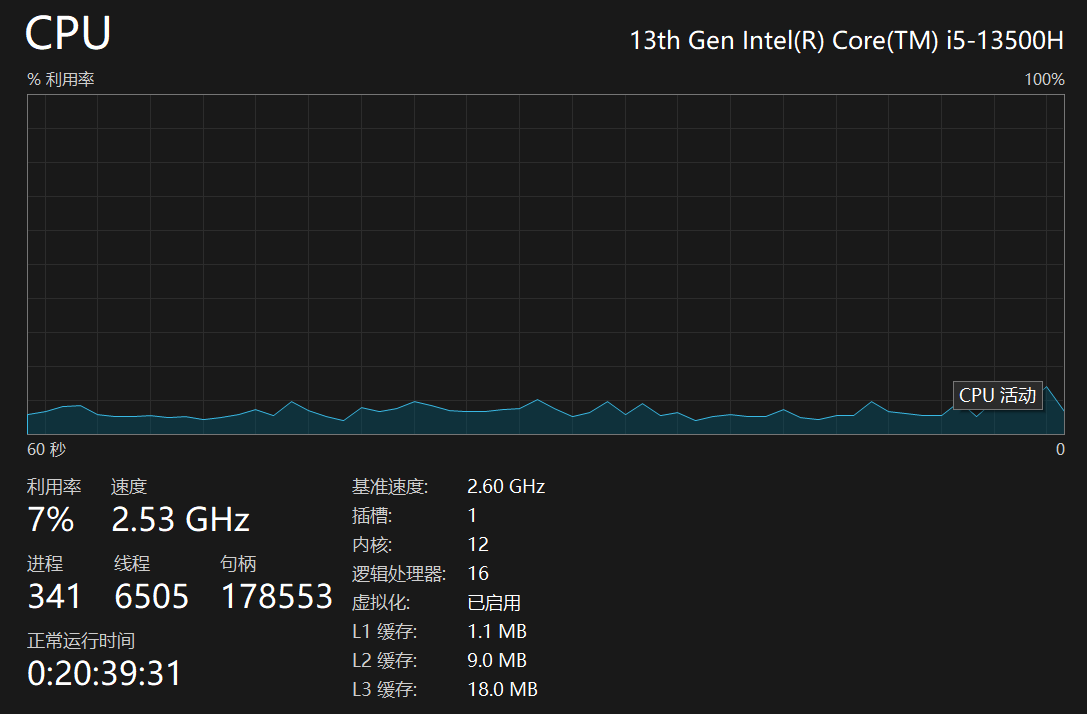 CPU
13th Gen Intel(R) Core(TM) i5-13500H
% 利用率
100%
CPU 活动
60 秒
0
利用率 速度
7% 2.53 GHz
进程 线程 句柄
341 6505 178553
正常运行时间
0:20:39:31
基准速度: 2.60 GHz
插槽: 1
内核: 12
逻辑处理器: 16
虚拟化: 已启用
L1 缓存: 1.1 MB
L2 缓存: 9.0 MB
L3 缓存: 18.0 MB